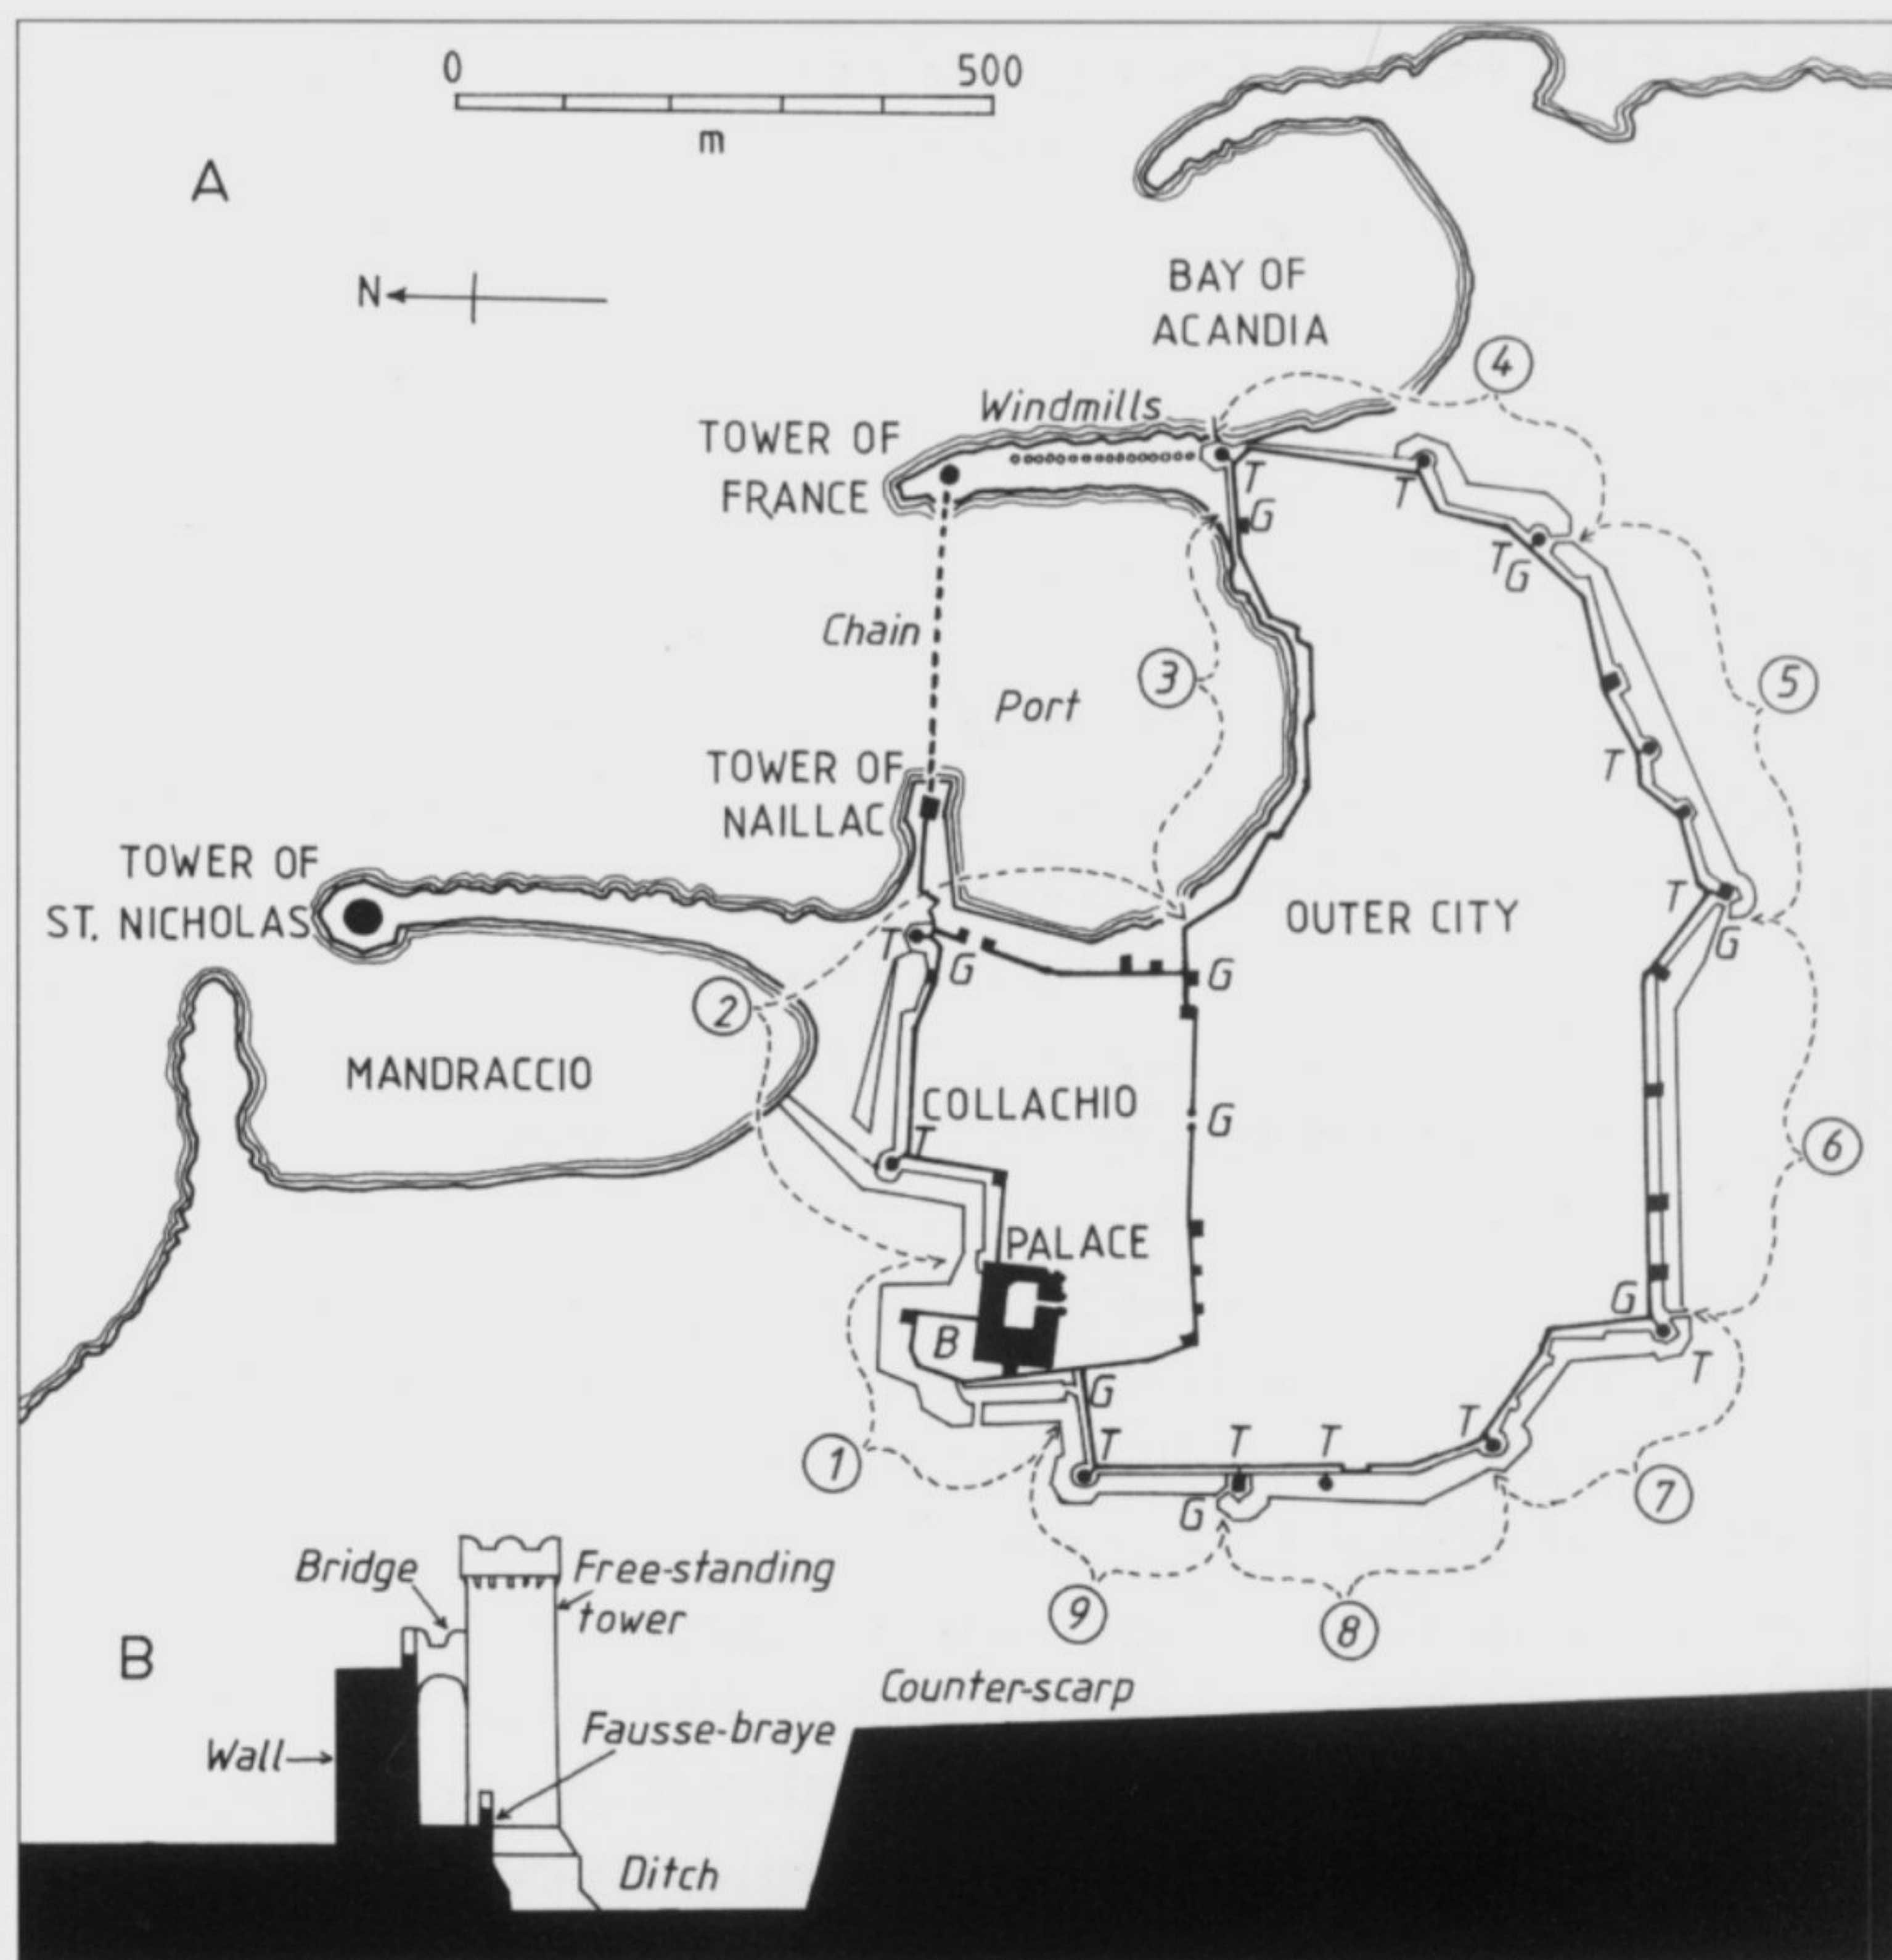 0 500
m
A
N
BAY OF
ACANDIA
4
Windmills
TOWER OF
FRANCE
T
G
T
T
G
Chain
3
Port
5
T
TOWER OF
NAILLAC
TOWER OF
ST. NICHOLAS
OUTER CITY
T
G
T
G
G
2
MANDRACCIO
COLLACHIO
G
T
6
PALACE
B
G
G
T
1
T
T
T
T
G
7
9
8
Bridge
Free-standing
tower
B
Counter-scarp
Wall
Fausse-braye
Ditch